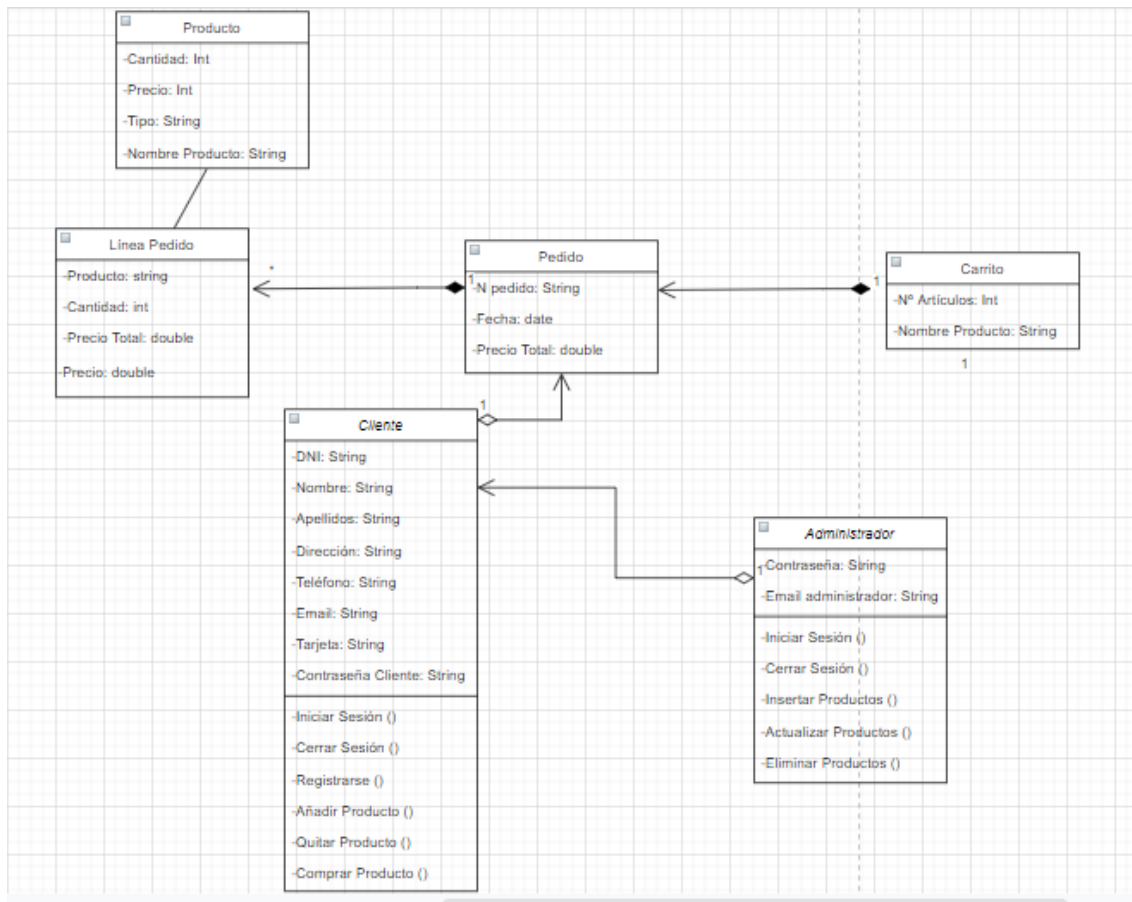 Producto
-Cantidad: Int
-Precio: Int
-Tipo: String
-Nombre Producto: String
Linea Pedido
-Producto: string
-Cantidad: int
-Precio Total: double
-Precio: double
*
1
Pedido
-N pedido: String
-Fecha: date
-Precio Total: double
1
Carrito
-Nº Artículos: Int
-Nombre Producto: String
1
1
Cliente
-DNI: String
-Nombre: String
-Apellidos: String
-Dirección: String
-Teléfono: String
-Email: String
-Tarjeta: String
-Contraseña Cliente: String
-Iniciar Sesión ()
-Cerrar Sesión ()
-Registrarse ()
-Añadir Producto ()
-Quitar Producto ()
-Comprar Producto ()
1
Administrador
-Contraseña: String
-Email administrador: String
-Iniciar Sesión ()
-Cerrar Sesión ()
-Insertar Productos ()
-Actualizar Productos ()
-Eliminar Productos ()